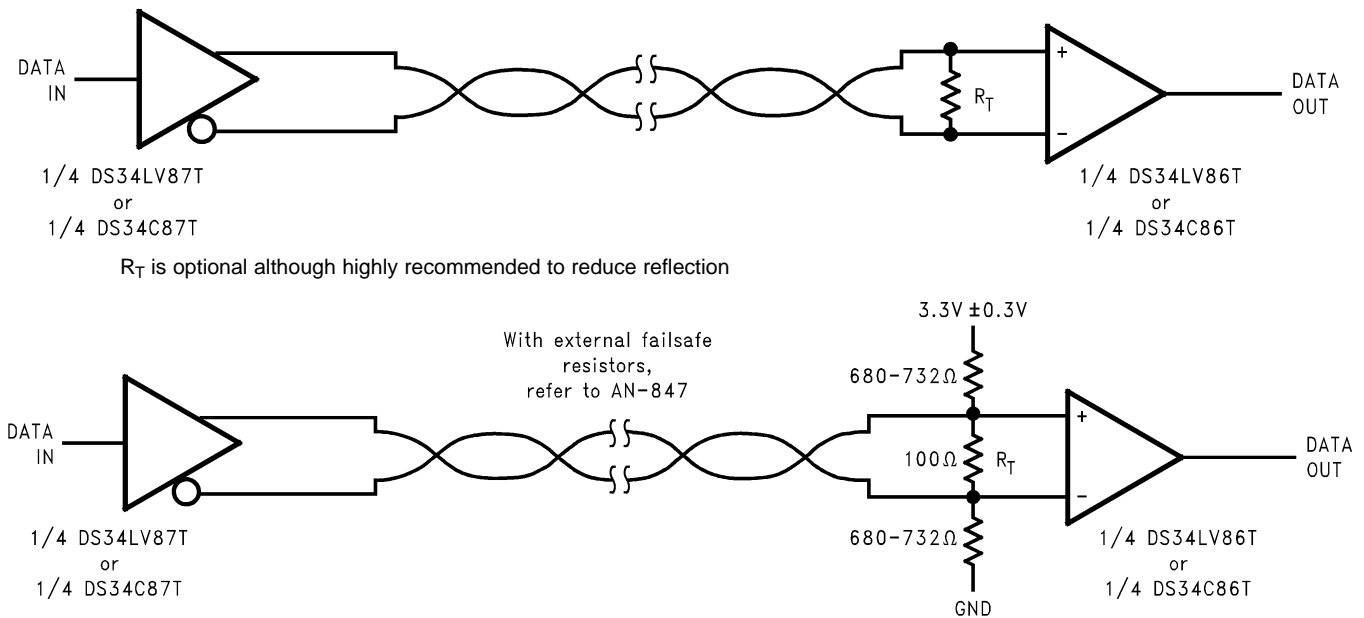 DATA
IN
+
R_T
−
DATA
OUT
1/4 DS34LV87T
or
1/4 DS34C87T
1/4 DS34LV86T
or
1/4 DS34C86T
R_T is optional although highly recommended to reduce reflection
3.3V ±0.3V
With external failsafe
resistors,
refer to AN-847
680-732Ω
DATA
IN
+
100Ω R_T
−
DATA
OUT
680-732Ω
1/4 DS34LV87T
or
1/4 DS34C87T
1/4 DS34LV86T
or
1/4 DS34C86T
GND